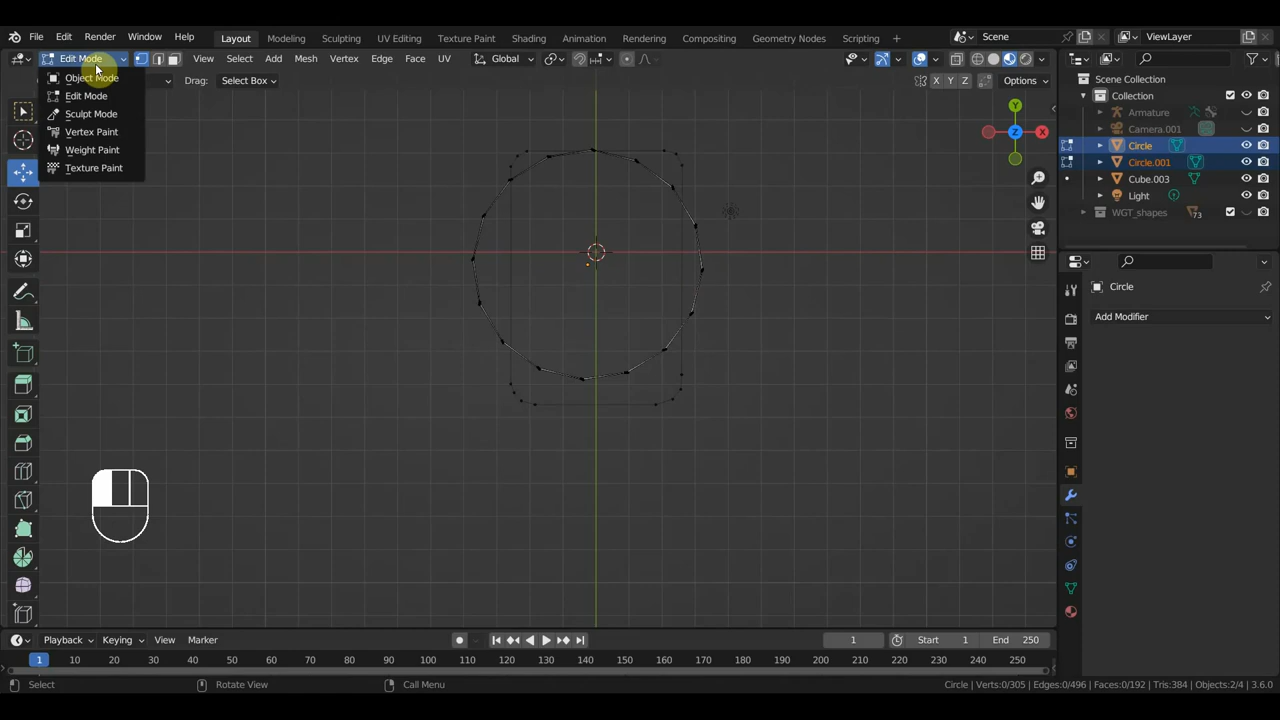 File Edit Render Window Help Layout Modeling Sculpting UV Editing Texture Paint Shading Animation Rendering Compositing Geometry Nodes Scripting Scene ViewLayer
Edit Mode View Select Add Mesh Vertex Edge Face UV Global
Drag: Select Box X Y Z Options
Object Mode
Edit Mode
Sculpt Mode
Vertex Paint
Weight Paint
Texture Paint
Y
Z X
Scene Collection
Collection
Armature
Camera.001
Circle
Circle.001
Cube.003
Light
WGT_shapes 73
Circle
Add Modifier
Playback Keying View Marker 1 Start 1 End 250
1 10 20 30 40 50 60 70 80 90 100 110 120 130 140 150 160 170 180 190 200 210 220 230 240 250
Select Rotate View Call Menu Circle | Verts:0/305 | Edges:0/496 | Faces:0/192 | Tris:384 | Objects:2/4 | 3.6.0